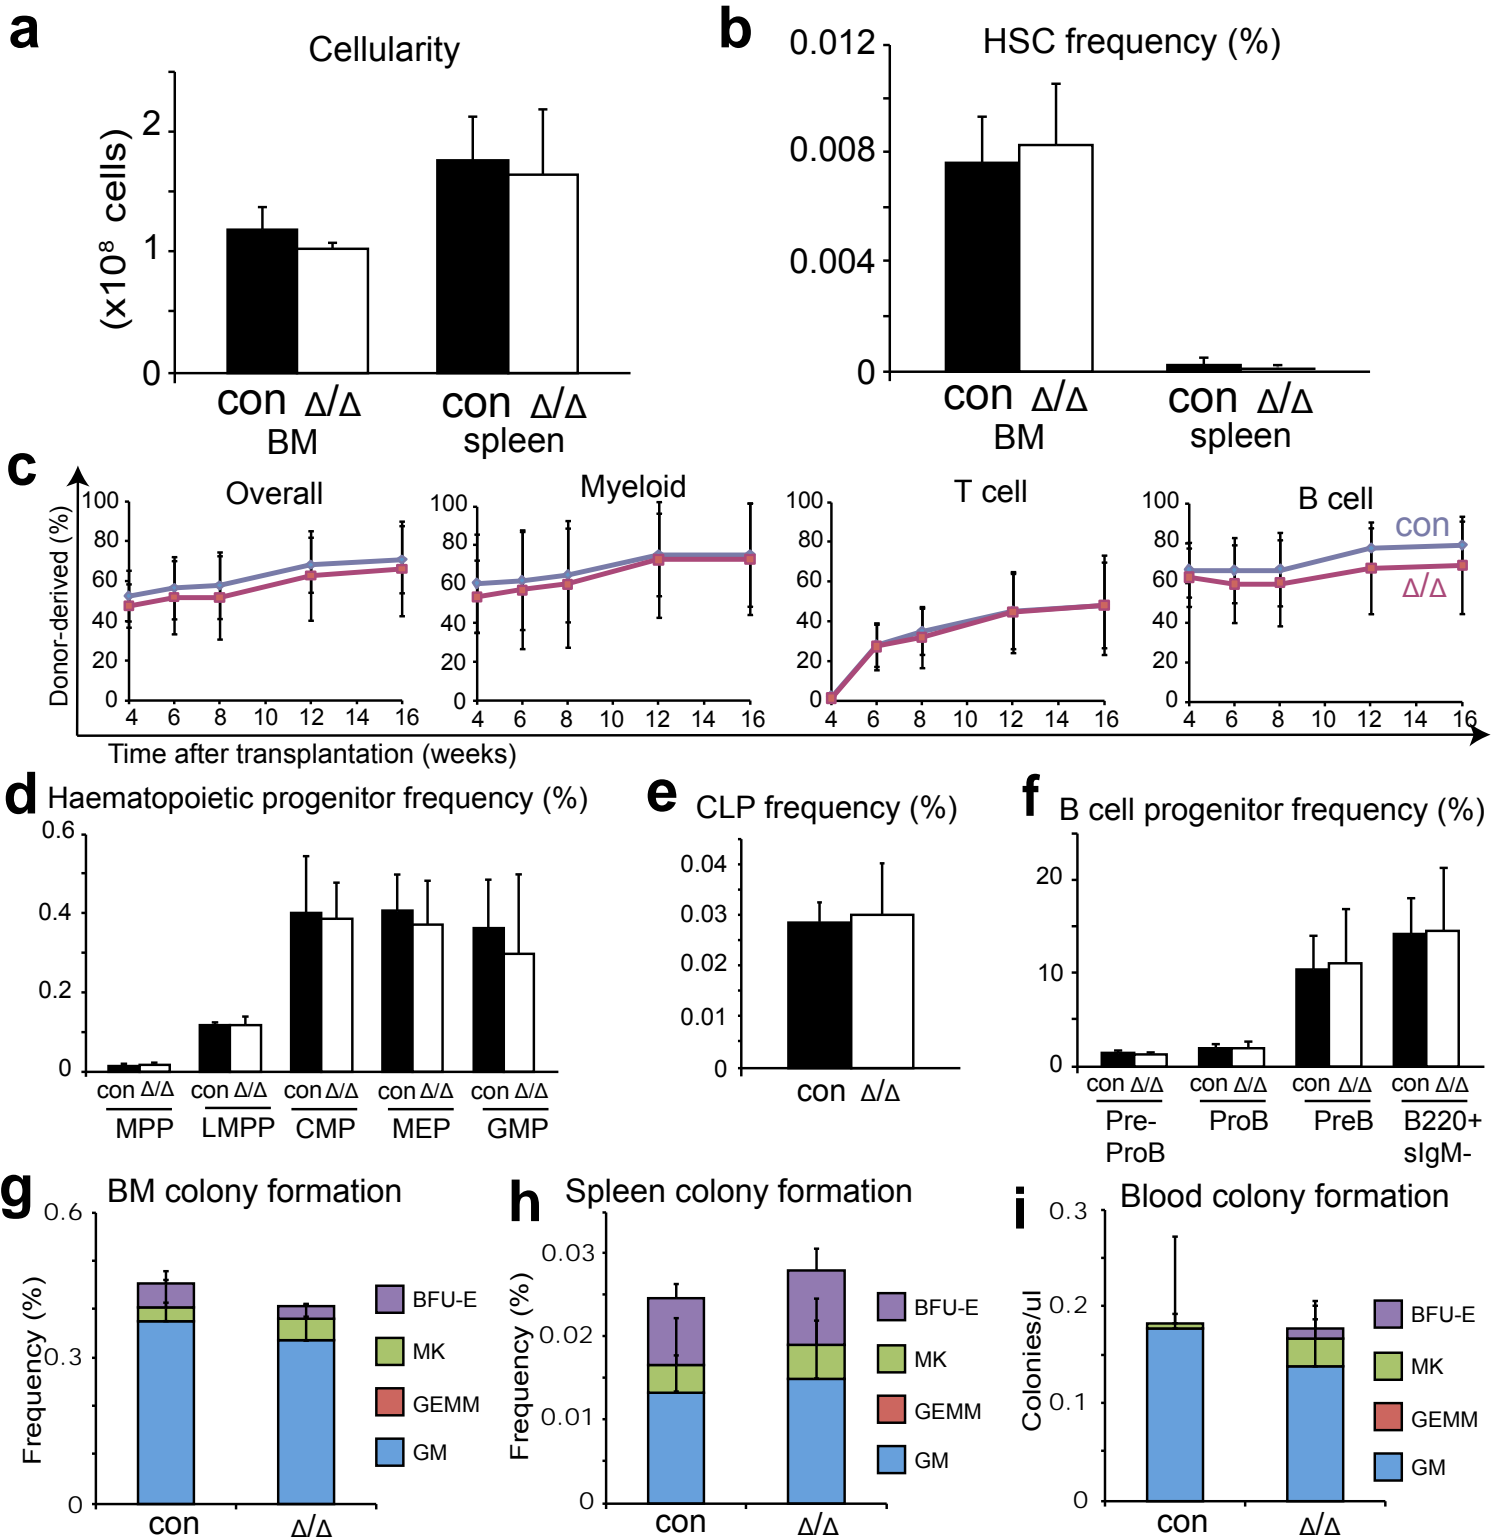 a
Cellularity
(x10⁸ cells)
2
1
0
con Δ/Δ con Δ/Δ
BM spleen
b
HSC frequency (%)
0.012
0.008
0.004
0
con Δ/Δ con Δ/Δ
BM spleen
c
Donor-derived (%)
Overall
100
80
60
40
20
0
4 6 8 10 12 14 16
Myeloid
100
80
60
40
20
0
4 6 8 10 12 14 16
T cell
100
80
60
40
20
0
4 6 8 10 12 14 16
B cell
con
Δ/Δ
100
80
60
40
20
0
4 6 8 10 12 14 16
Time after transplantation (weeks)
d
Haematopoietic progenitor frequency (%)
0.6
0.4
0.2
0
con Δ/Δ con Δ/Δ con Δ/Δ con Δ/Δ con Δ/Δ
MPP LMPP CMP MEP GMP
e
CLP frequency (%)
0.04
0.03
0.02
0.01
0
con Δ/Δ
f
B cell progenitor frequency (%)
20
10
0
con Δ/Δ con Δ/Δ con Δ/Δ con Δ/Δ
Pre- ProB PreB B220+
ProB sIgM-
g
BM colony formation
Frequency (%)
0.6
0.3
0
con Δ/Δ
BFU-E
MK
GEMM
GM
h
Spleen colony formation
Frequency (%)
0.03
0.02
0.01
0
con Δ/Δ
BFU-E
MK
GEMM
GM
i
Blood colony formation
Colonies/ul
0.3
0.2
0.1
0
con Δ/Δ
BFU-E
MK
GEMM
GM